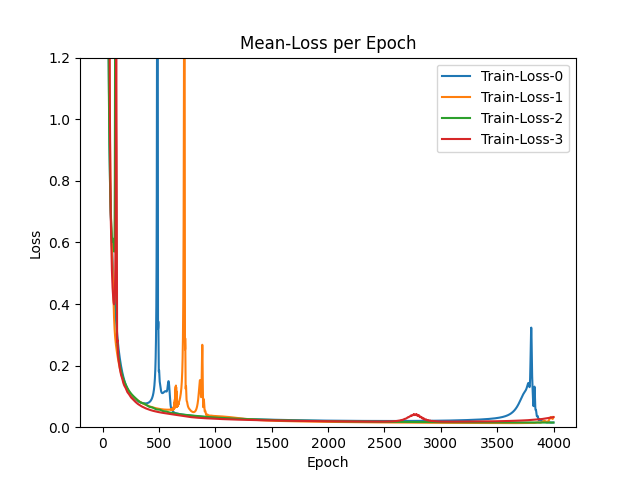 Mean-Loss per Epoch
1.2
1.0
0.8
0.6
0.4
0.2
0.0
Loss
Train-Loss-0
Train-Loss-1
Train-Loss-2
Train-Loss-3
0 500 1000 1500 2000 2500 3000 3500 4000
Epoch